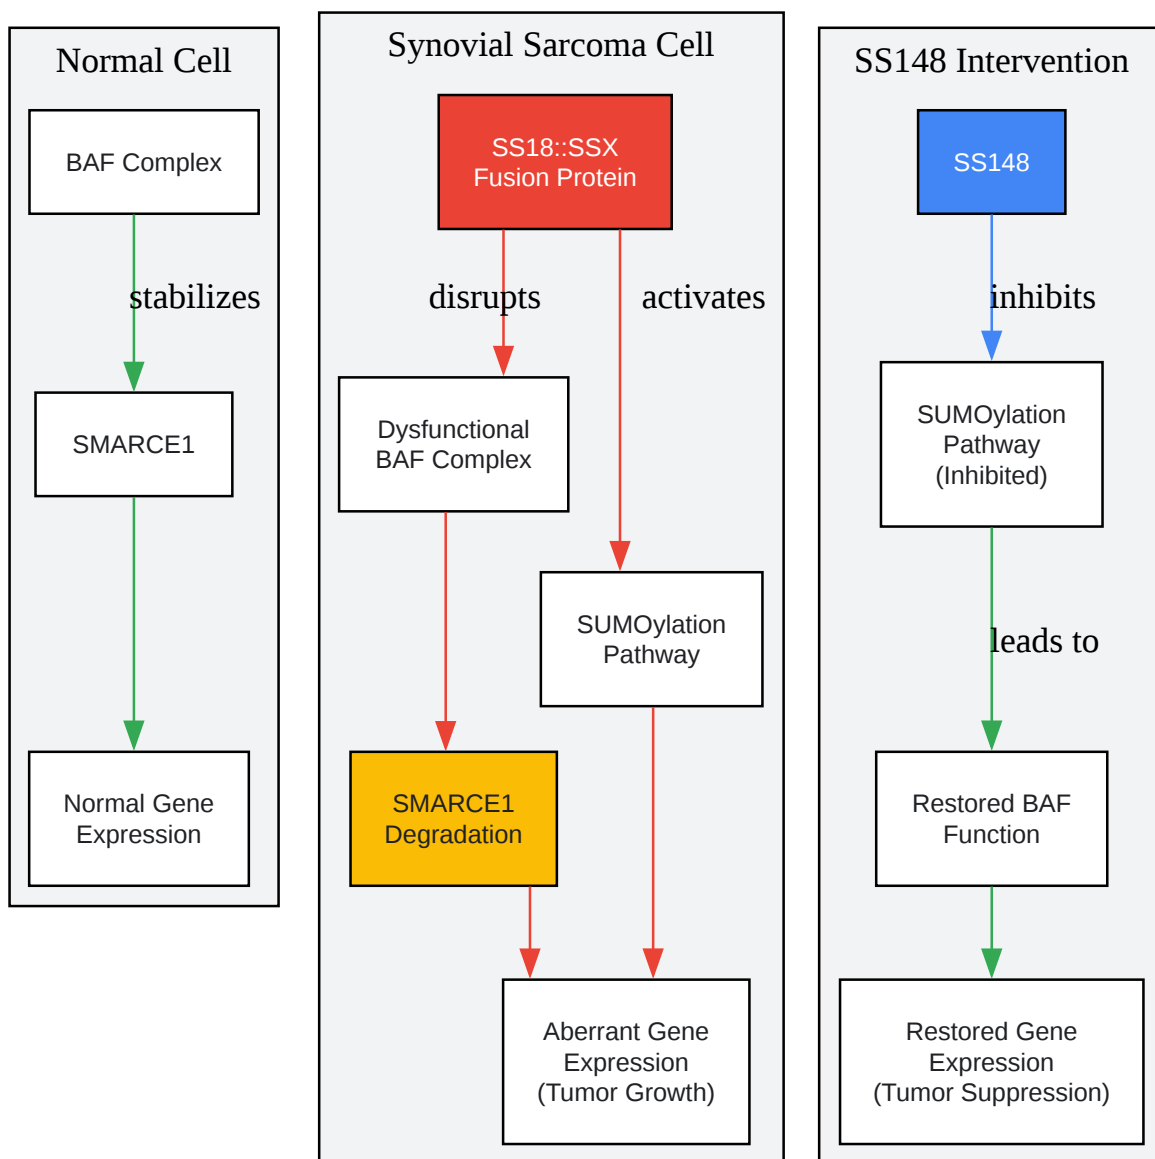 Normal Cell
BAF Complex
stabilizes
SMARCE1
Normal Gene
Expression
Synovial Sarcoma Cell
SS18::SSX
Fusion Protein
disrupts
activates
Dysfunctional
BAF Complex
SUMOylation
Pathway
SMARCE1
Degradation
Aberrant Gene
Expression
(Tumor Growth)
SS148 Intervention
SS148
inhibits
SUMOylation
Pathway
(Inhibited)
leads to
Restored BAF
Function
Restored Gene
Expression
(Tumor Suppression)